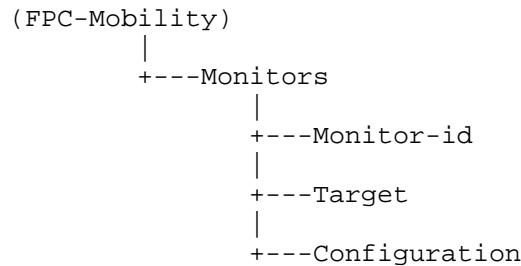 (FPC-Mobility)
|
+---Monitors
|
+---Monitor-id
|
+---Target
|
+---Configuration